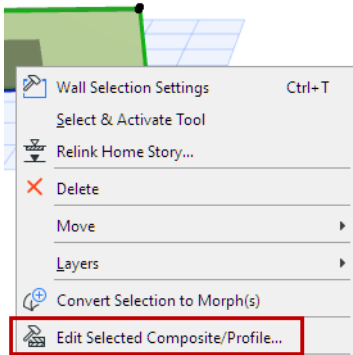 Wall Selection Settings Ctrl+T
Select & Activate Tool
Relink Home Story...
Delete
Move
Layers
Convert Selection to Morph(s)
Edit Selected Composite/Profile...